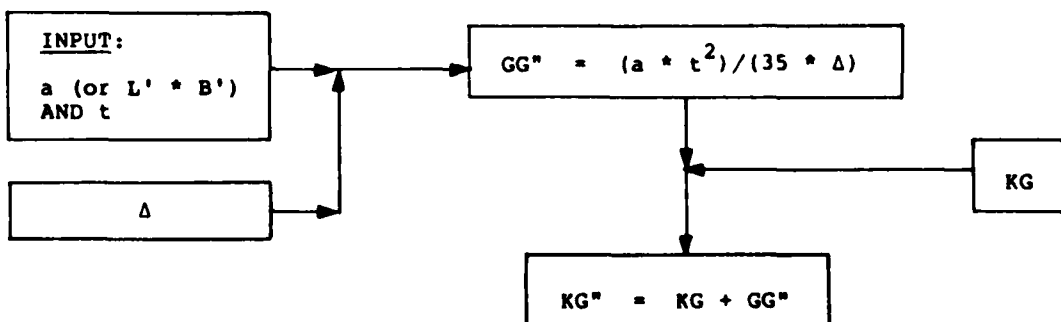 INPUT:
a (or L' * B')
AND t
GG" = (a * t²)/(35 * Δ)
Δ
KG
KG" = KG + GG"